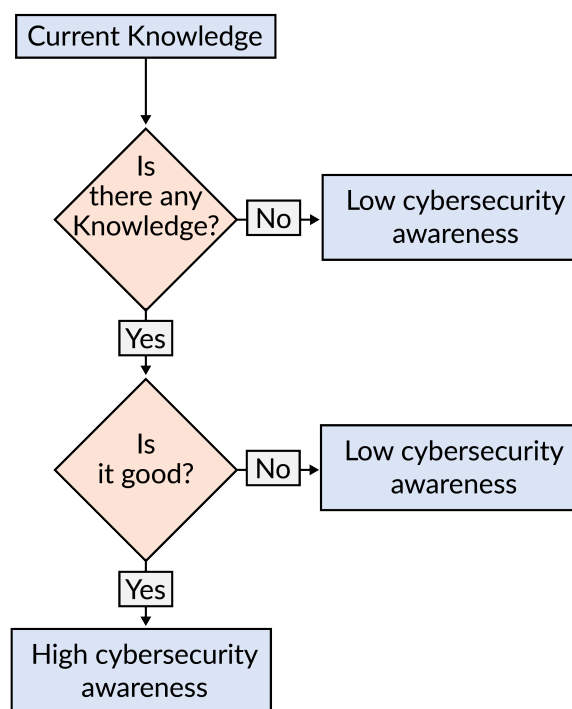 Current Knowledge
Is
there any
Knowledge?
No
Low cybersecurity
awareness
Yes
Is
it good?
No
Low cybersecurity
awareness
Yes
High cybersecurity
awareness